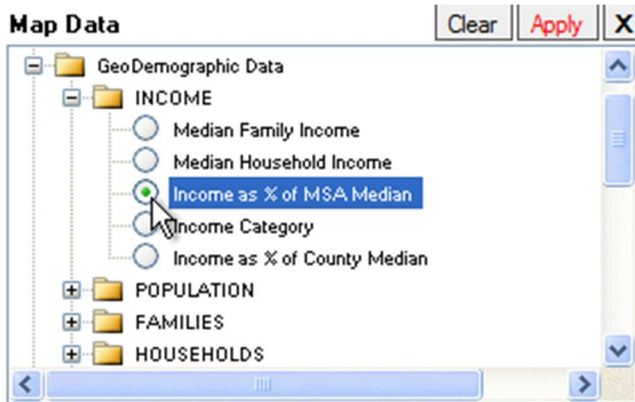 Map Data Clear Apply X
GeoDemographic Data
INCOME
Median Family Income
Median Household Income
Income as % of MSA Median
Income Category
Income as % of County Median
POPULATION
FAMILIES
HOUSEHOLDS